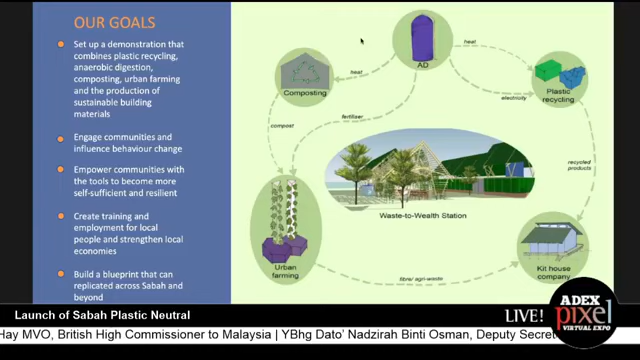 OUR GOALS
Set up a demonstration that
combines plastic recycling,
anaerobic digestion,
composting, urban farming
and the production of
sustainable building
materials
Engage communities and
influence behaviour change
Empower communities with
the tools to become more
self-sufficient and resilient
Create training and
employment for local
people and strengthen local
economies
Build a blueprint that can
replicated across Sabah and
beyond
AD
heat
heat
Composting
Plastic
recycling
electricity
compost
fertiliser
recycled
products
Waste-to-Wealth Station
Urban
farming
fibre/ agri-waste
Kit house
company
Launch of Sabah Plastic Neutral
LIVE!
ADEX
pixel
VIRTUAL EXPO
Hay MVO, British High Commissioner to Malaysia | YBhg Dato' Nadzirah Binti Osman, Deputy Secret